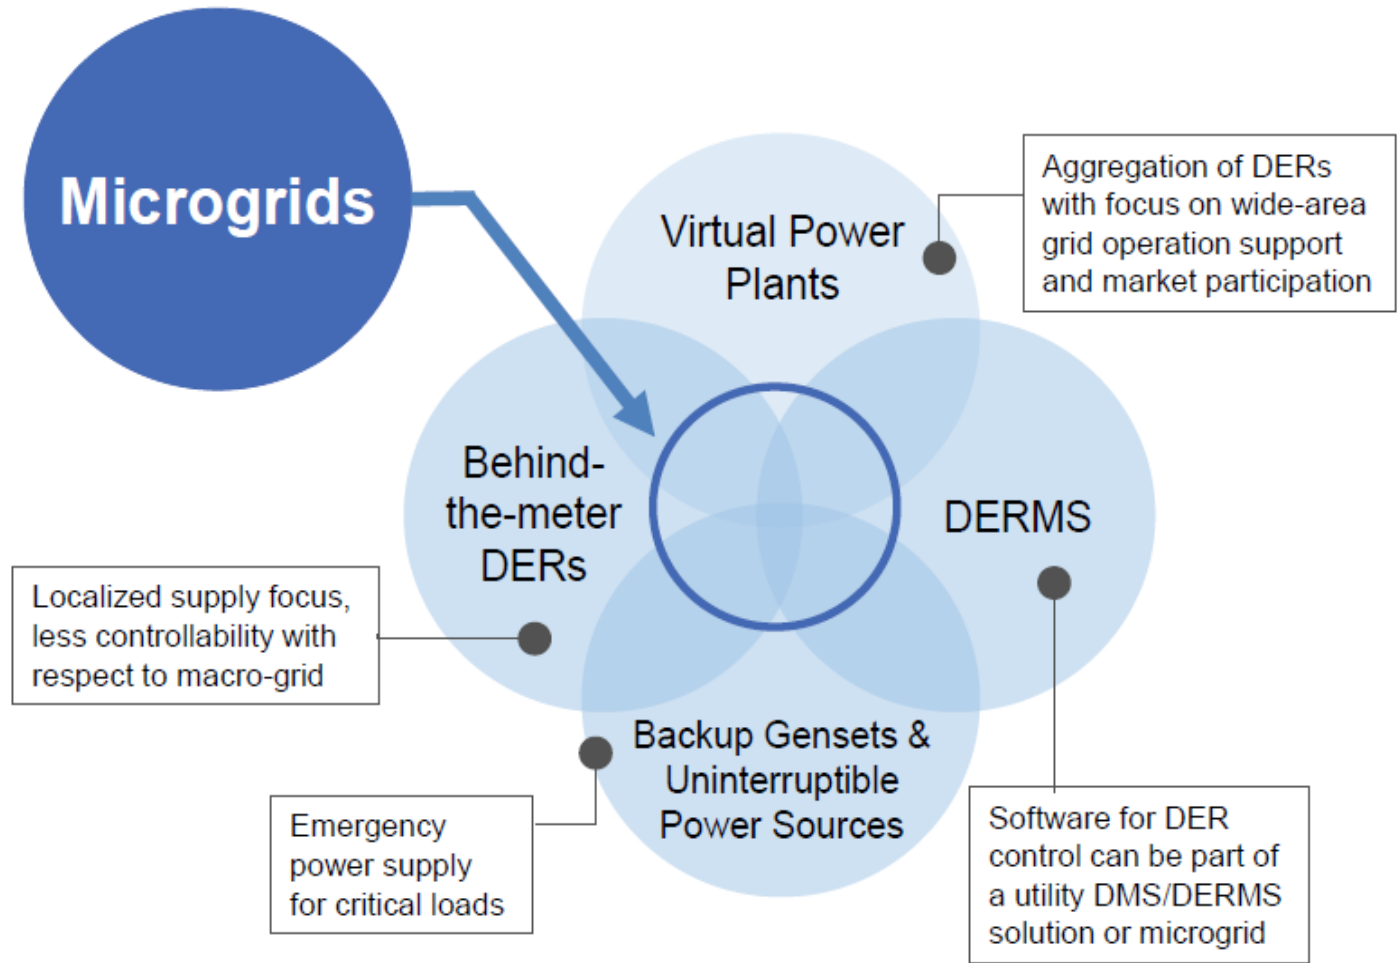 Microgrids
Virtual Power
Plants
Aggregation of DERs
with focus on wide-area
grid operation support
and market participation
Behind-
the-meter
DERs
DERMS
Localized supply focus,
less controllability with
respect to macro-grid
Backup Gensets &
Uninterruptible
Power Sources
Emergency
power supply
for critical loads
Software for DER
control can be part of
a utility DMS/DERMS
solution or microgrid